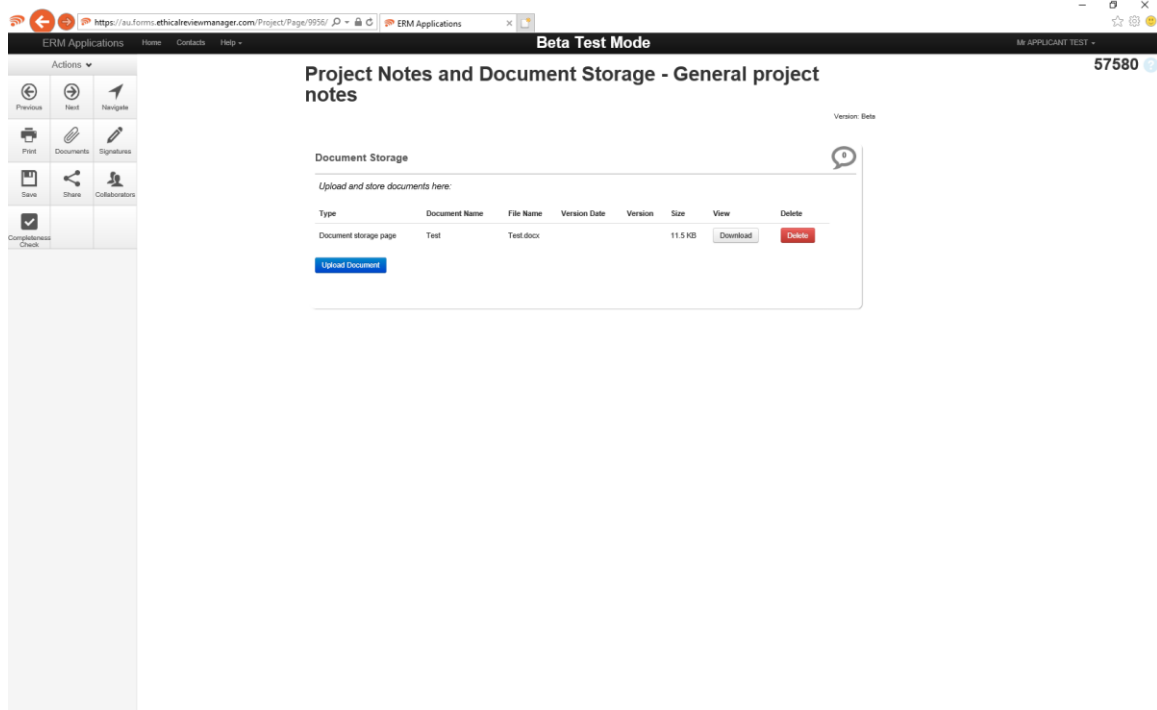 https://au.forms.ethicalreviewmanager.com/Project/Page/9956/ ERM Applications
ERM Applications Home Contacts Help Beta Test Mode Mr APPLICANT TEST
Actions
57580 ?
Project Notes and Document Storage - General project
notes
Previous Next Navigate
Version: Beta
Print Documents Signatures
Document Storage 0
Upload and store documents here:
Save Share Collaborators
Type Document Name File Name Version Date Version Size View Delete
Document storage page Test Test.docx 11.5 KB Download Delete
Completeness
Check
Upload Document